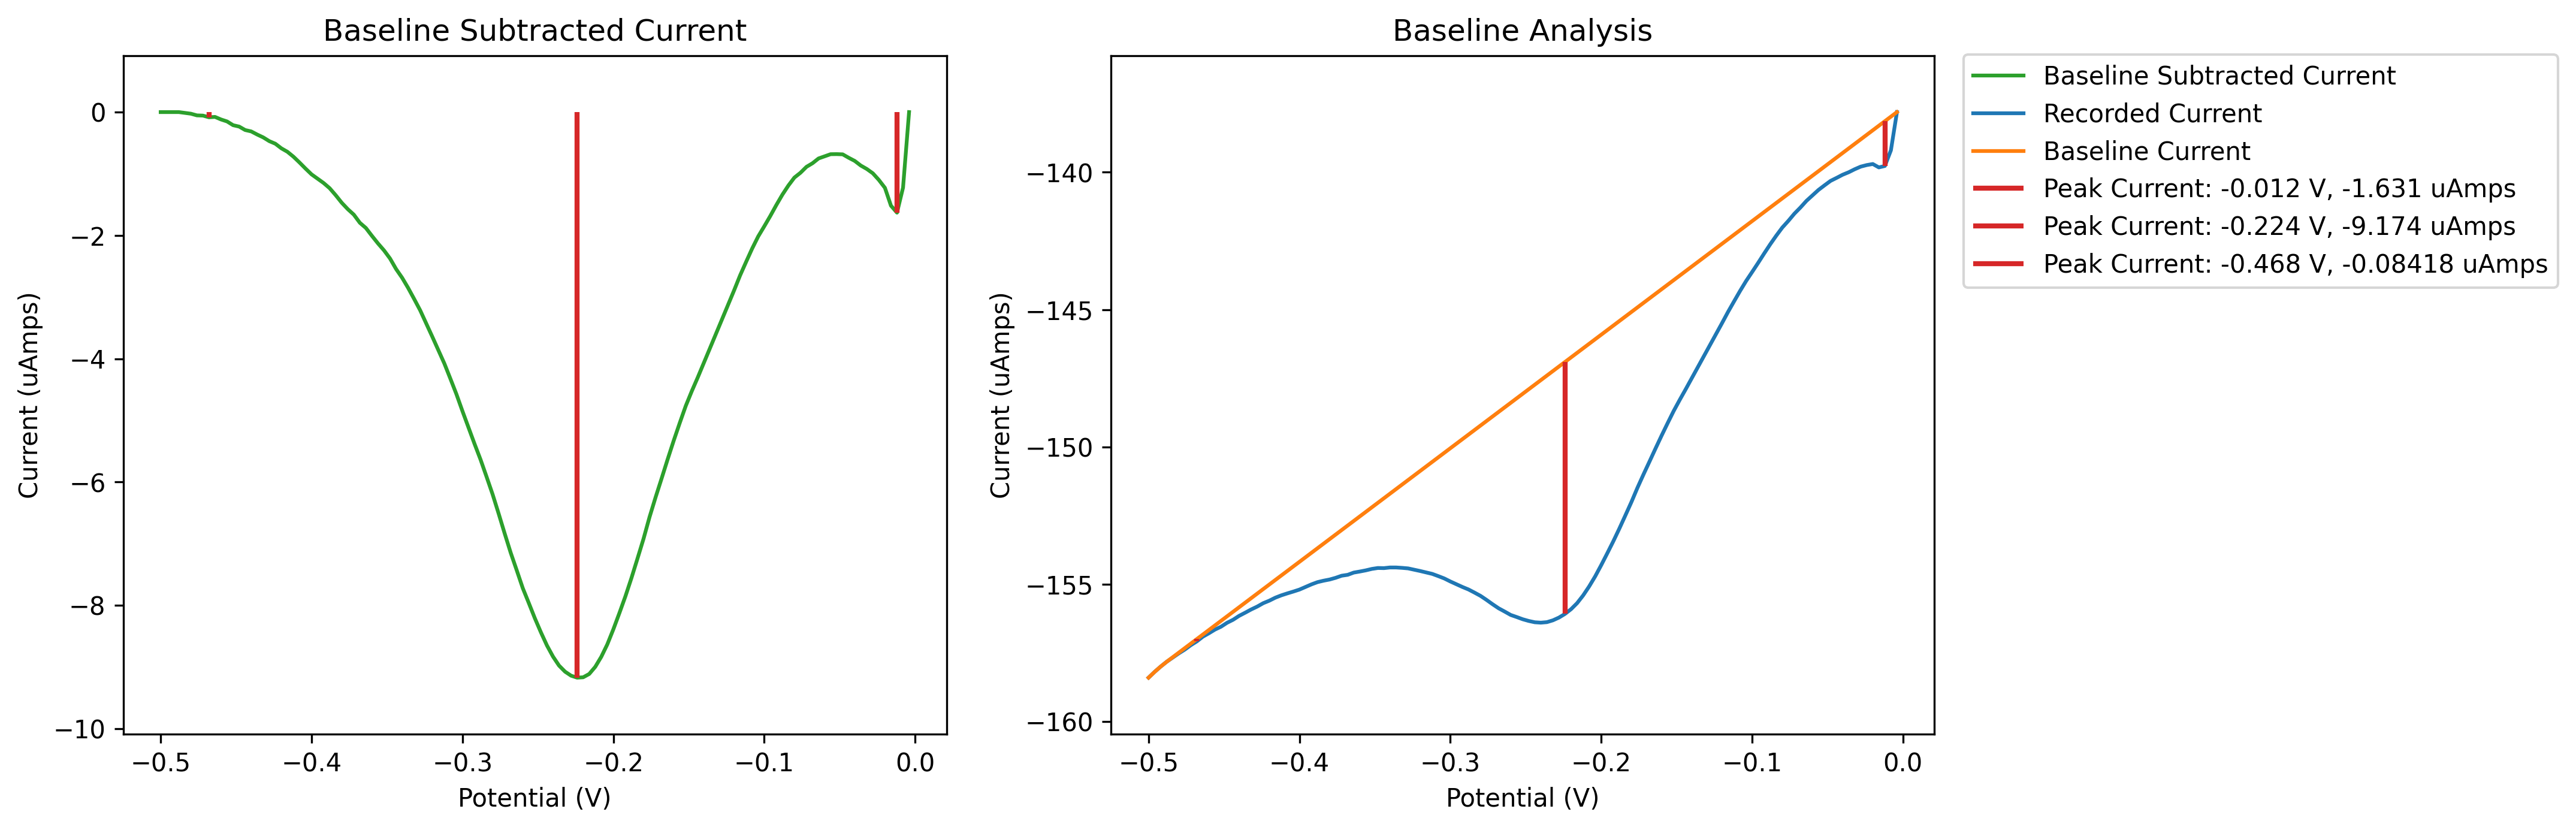 Baseline Subtracted Current
Current (uAmps)
0
−2
−4
−6
−8
−10
−0.5 −0.4 −0.3 −0.2 −0.1 0.0
Potential (V)
Baseline Analysis
Current (uAmps)
−140
−145
−150
−155
−160
−0.5 −0.4 −0.3 −0.2 −0.1 0.0
Potential (V)
Baseline Subtracted Current
Recorded Current
Baseline Current
Peak Current: -0.012 V, -1.631 uAmps
Peak Current: -0.224 V, -9.174 uAmps
Peak Current: -0.468 V, -0.08418 uAmps